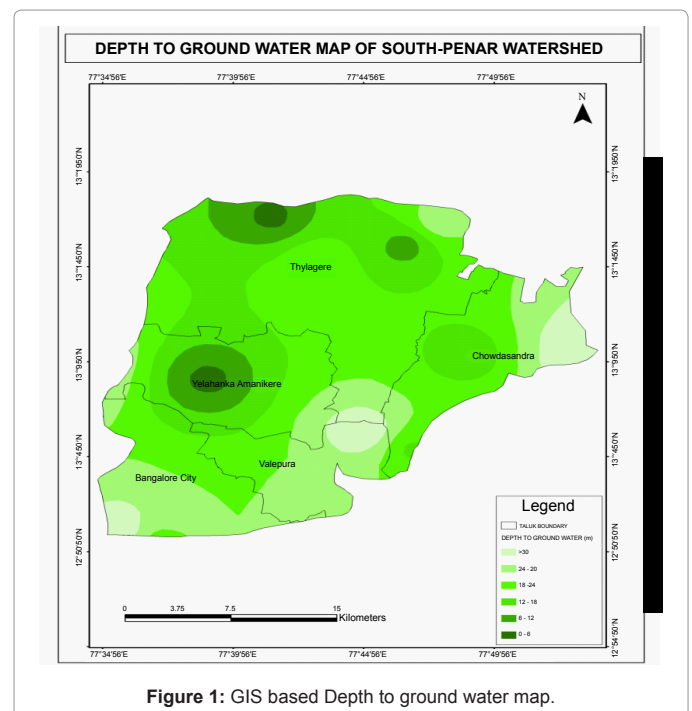 DEPTH TO GROUND WATER MAP OF SOUTH-PENAR WATERSHED
77°34'56"E 77°39'56"E 77°44'56"E 77°49'56"E
N
Thylagere
Chowdasandra
Yelahanka Amanikere
Valepura
Bangalore City
Legend
TALUK BOUNDARY
DEPTH TO GROUND WATER (m)
>30
24 - 20
18 -24
12 - 18
6 - 12
0 - 6
0 3.75 7.5 15
Kilometers
77°34'56"E 77°39'56"E 77°44'56"E 77°49'56"E
Figure 1: GIS based Depth to ground water map.